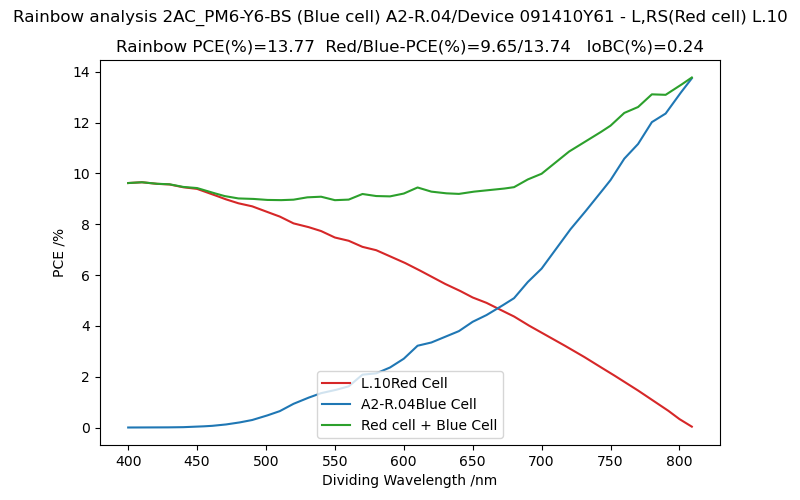 Rainbow analysis 2AC_PM6-Y6-BS (Blue cell) A2-R.04/Device 091410Y61 - L,RS(Red cell) L.10
Rainbow PCE(%)=13.77  Red/Blue-PCE(%)=9.65/13.74   IoBC(%)=0.24
PCE /%
14
12
10
8
6
4
2
0
L.10Red Cell
A2-R.04Blue Cell
Red cell + Blue Cell
400 450 500 550 600 650 700 750 800
Dividing Wavelength /nm